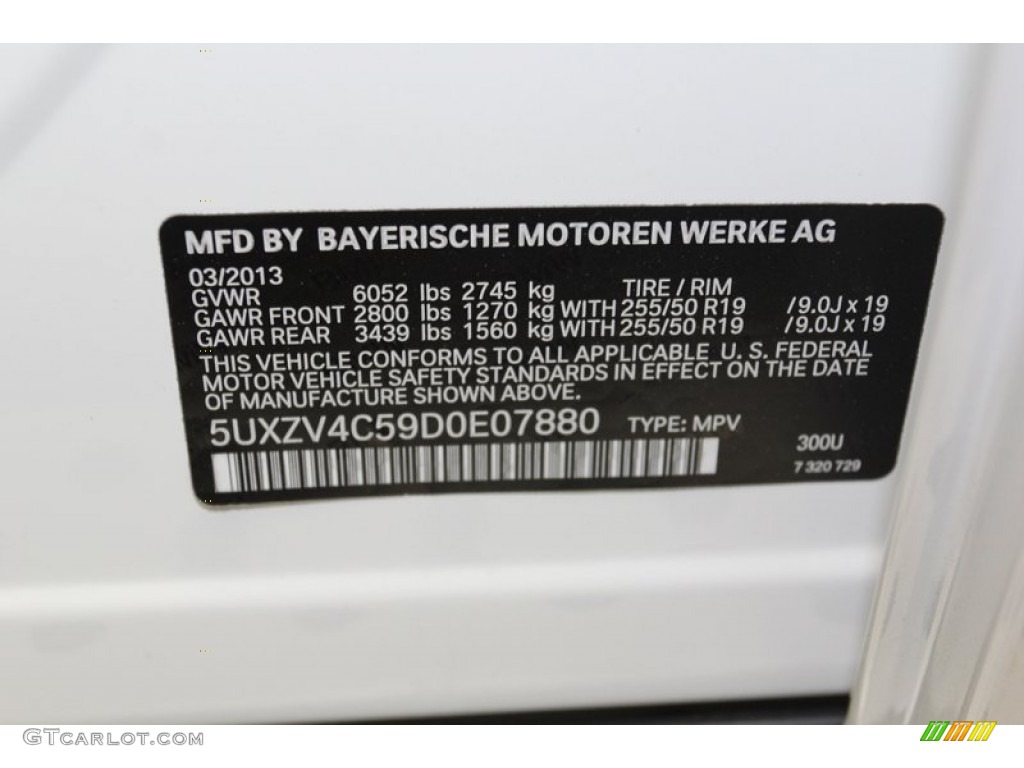 MFD BY BAYERISCHE MOTOREN WERKE AG
03/2013
GVWR 6052 lbs 2745 kg TIRE / RIM
GAWR FRONT 2800 lbs 1270 kg WITH 255/50 R19 /9.0J x 19
GAWR REAR 3439 lbs 1560 kg WITH 255/50 R19 /9.0J x 19
THIS VEHICLE CONFORMS TO ALL APPLICABLE U. S. FEDERAL
MOTOR VEHICLE SAFETY STANDARDS IN EFFECT ON THE DATE
OF MANUFACTURE SHOWN ABOVE.
5UXZV4C59D0E07880 TYPE: MPV
300U
7 320 729
GTCarLot.com